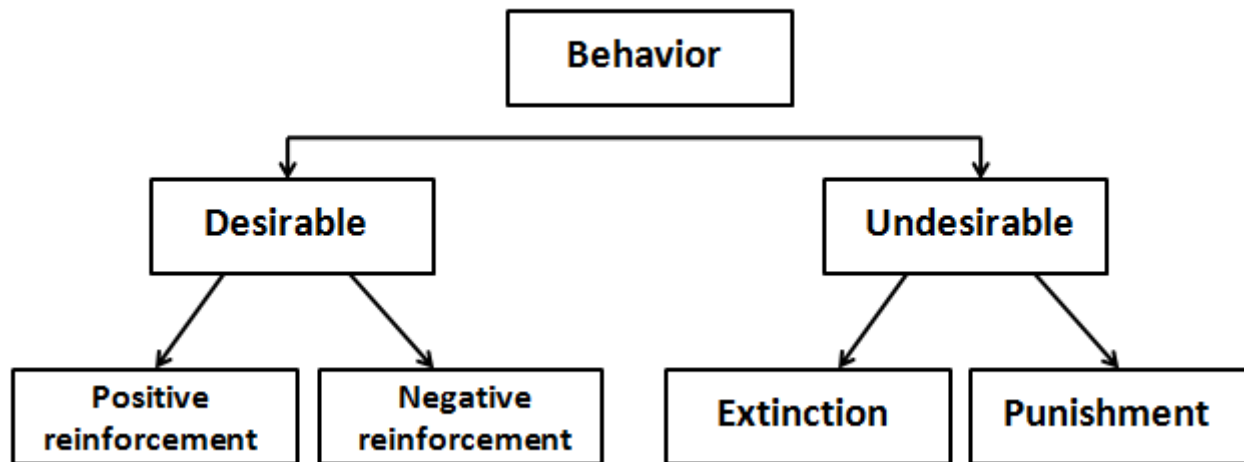 Behavior
Desirable
Undesirable
Positive
reinforcement
Negative
reinforcement
Extinction
Punishment